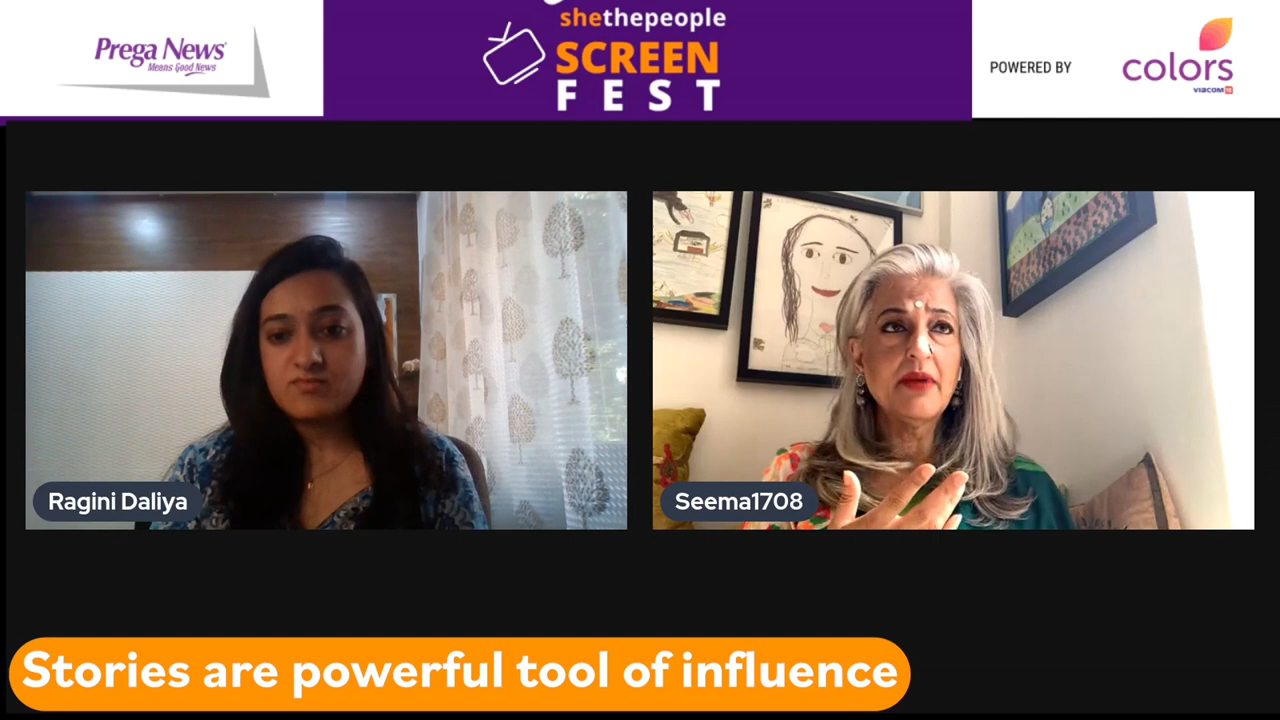 Prega News
Means Good News
shethepeople
SCREEN
FEST
POWERED BY
colors
VIACOM18
Ragini Daliya
Seema1708
Stories are powerful tool of influence